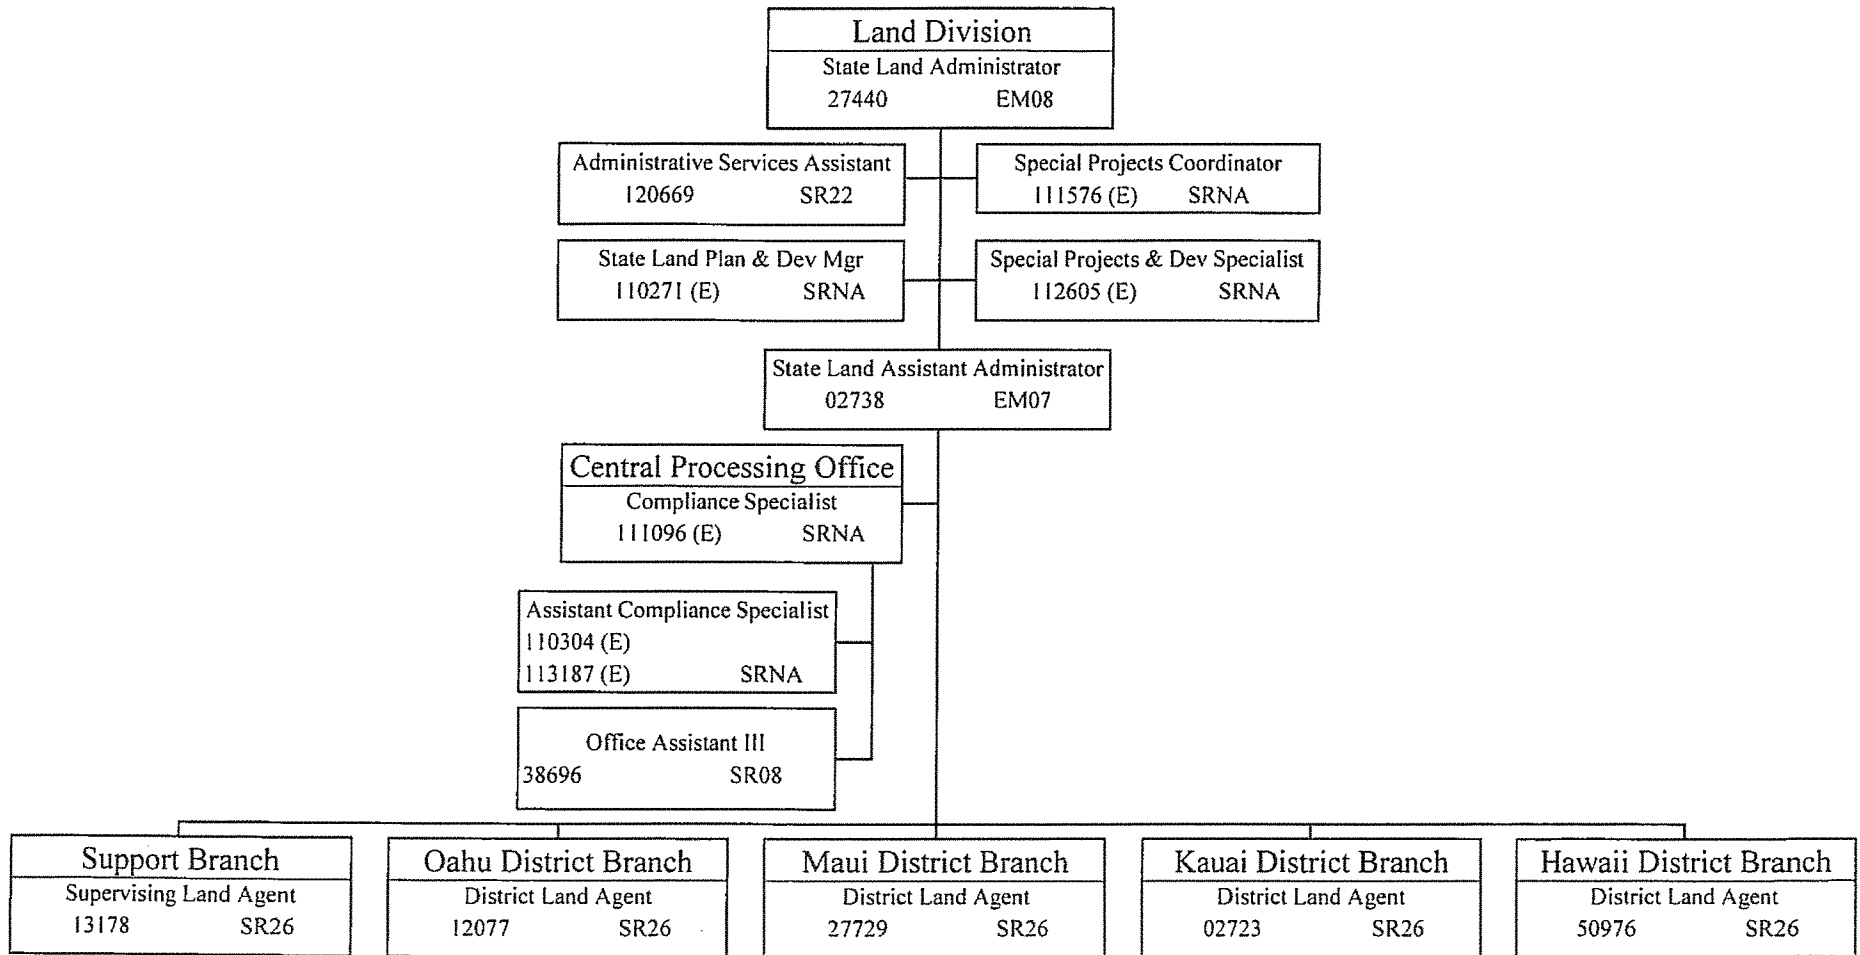 Land Division
State Land Administrator
27440 EM08
Administrative Services Assistant
120669 SR22
Special Projects Coordinator
111576 (E) SRNA
State Land Plan & Dev Mgr
110271 (E) SRNA
Special Projects & Dev Specialist
112605 (E) SRNA
State Land Assistant Administrator
02738 EM07
Central Processing Office
Compliance Specialist
111096 (E) SRNA
Assistant Compliance Specialist
110304 (E)
113187 (E) SRNA
Office Assistant III
38696 SR08
Support Branch
Supervising Land Agent
13178 SR26
Oahu District Branch
District Land Agent
12077 SR26
Maui District Branch
District Land Agent
27729 SR26
Kauai District Branch
District Land Agent
02723 SR26
Hawaii District Branch
District Land Agent
50976 SR26